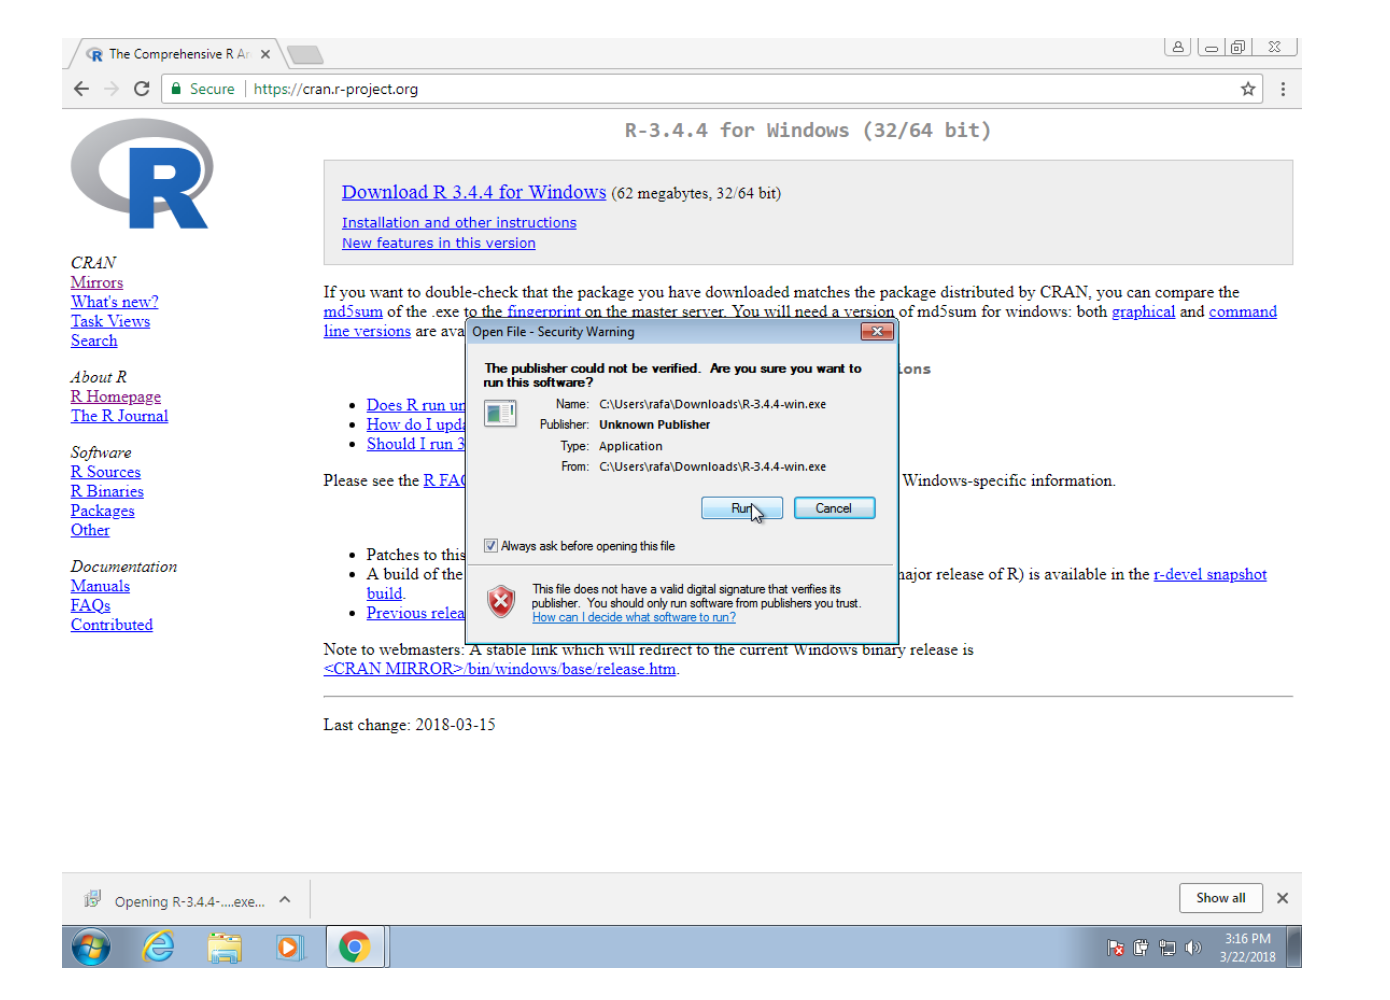 The Comprehensive R Ar
Secure https://cran.r-project.org
R
CRAN
Mirrors
What's new?
Task Views
Search
About R
R Homepage
The R Journal
Software
R Sources
R Binaries
Packages
Other
Documentation
Manuals
FAQs
Contributed
R-3.4.4 for Windows (32/64 bit)
Download R 3.4.4 for Windows (62 megabytes, 32/64 bit)
Installation and other instructions
New features in this version
If you want to double-check that the package you have downloaded matches the package distributed by CRAN, you can compare the
md5sum of the .exe to the fingerprint on the master server. You will need a version of md5sum for windows: both graphical and command
line versions are ava
ions
Does R run un
How do I upda
Should I run 3
Please see the R FAQ Windows-specific information.
Patches to this
A build of the major release of R) is available in the r-devel snapshot
build.
Previous relea
Open File - Security Warning
The publisher could not be verified. Are you sure you want to
run this software?
Name: C:\Users\rafa\Downloads\R-3.4.4-win.exe
Publisher: Unknown Publisher
Type: Application
From: C:\Users\rafa\Downloads\R-3.4.4-win.exe
Run Cancel
Always ask before opening this file
This file does not have a valid digital signature that verifies its
publisher. You should only run software from publishers you trust.
How can I decide what software to run?
Note to webmasters: A stable link which will redirect to the current Windows binary release is
<CRAN MIRROR>/bin/windows/base/release.htm.
Last change: 2018-03-15
Opening R-3.4.4-....exe...
Show all
3:16 PM
3/22/2018